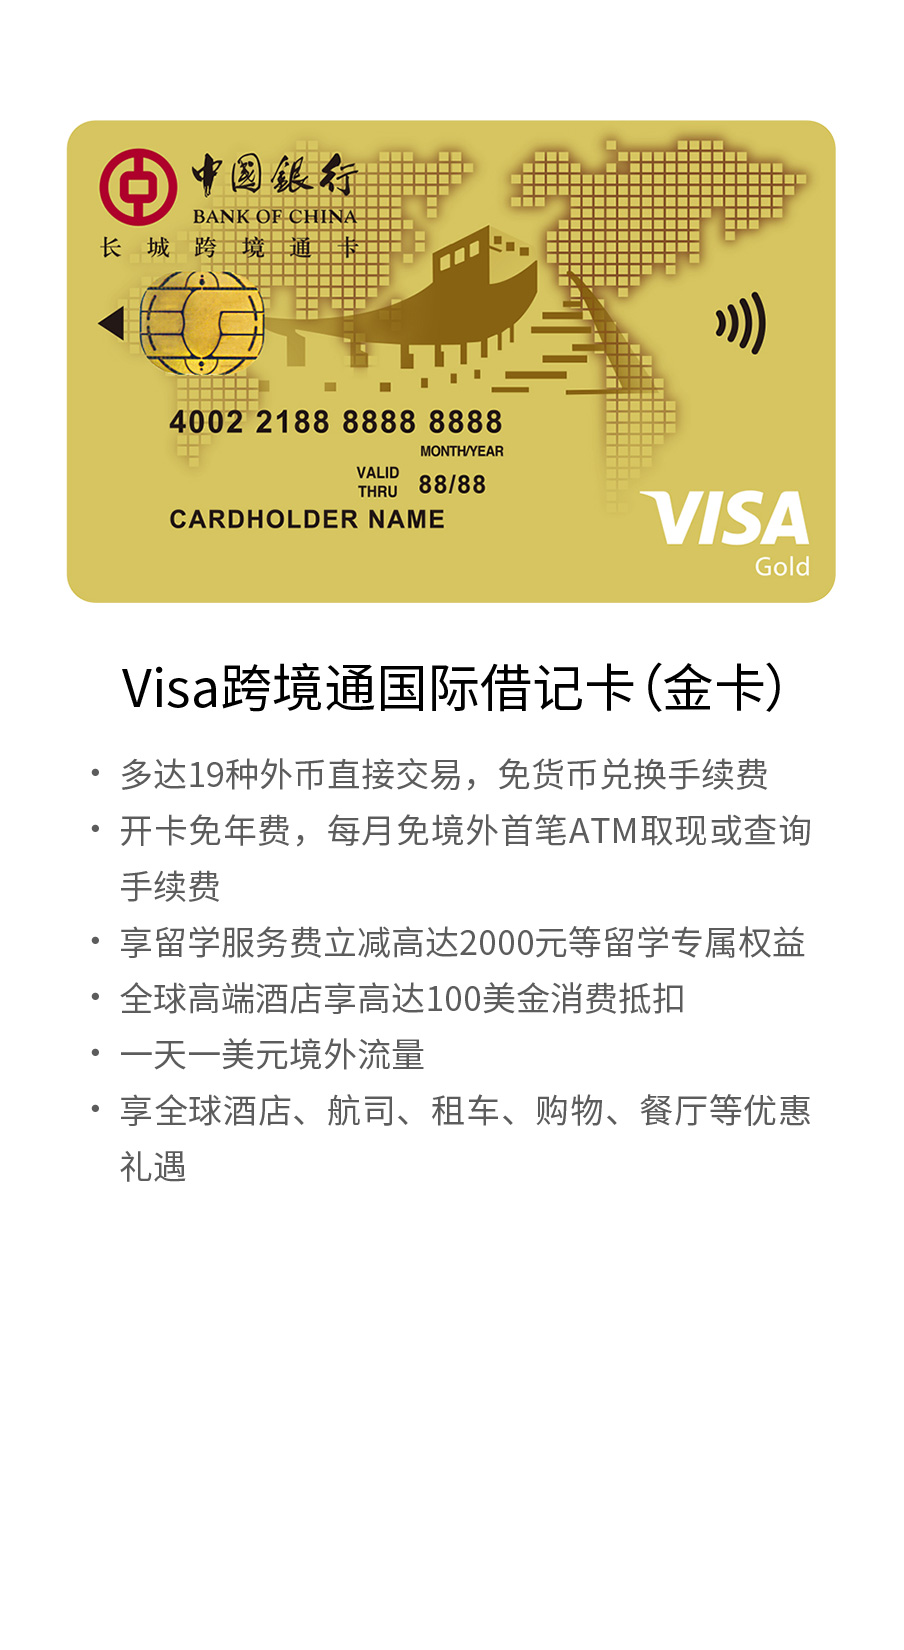 中國銀行
BANK OF CHINA
长城跨境通卡
4002 2188 8888 8888
MONTH/YEAR
VALID THRU 88/88
CARDHOLDER NAME
VISA
Gold
Visa跨境通国际借记卡(金卡)
• 多达19种外币直接交易，免货币兑换手续费
• 开卡免年费，每月免境外首笔ATM取现或查询
手续费
• 享留学服务费立减高达2000元等留学专属权益
• 全球高端酒店享高达100美金消费抵扣
• 一天一美元境外流量
• 享全球酒店、航司、租车、购物、餐厅等优惠
礼遇